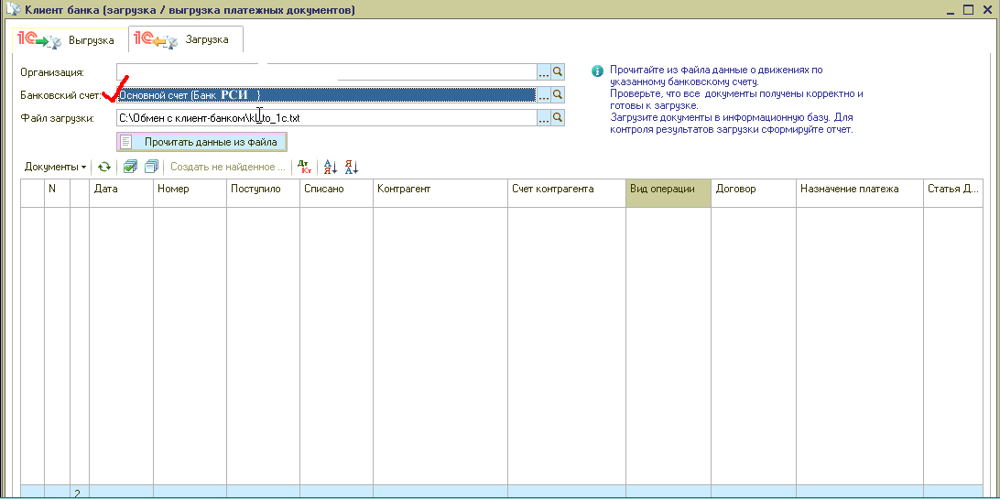 Клиент банка (загрузка / выгрузка платежных документов)
1С Выгрузка
1С Загрузка
Организация:
Банковский счет: Основной счет (Банк РСИ )
Файл загрузки: C:\Обмен с клиент-банком\kl_to_1c.txt
Прочитать данные из файла
Прочитайте из файла данные о движениях по
указанному банковскому счету.
Проверьте, что все документы получены корректно и
готовы к загрузке.
Загрузите документы в информационную базу. Для
контроля результатов загрузки сформируйте отчет.
Документы Создать не найденное ... Дт Кт А Я Я А
N Дата Номер Поступило Списано Контрагент Счет контрагента Вид операции Договор Назначение платежа Статья Д...
2